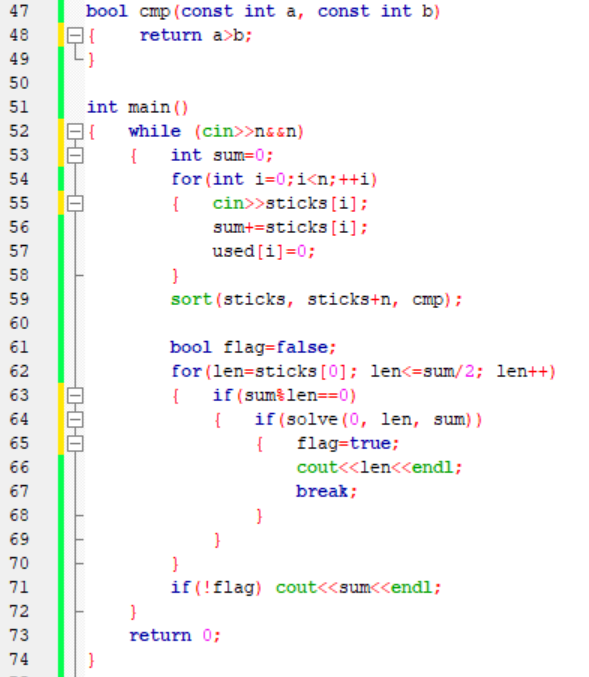 47 bool cmp(const int a, const int b)
48 {    return a>b;
49 }
50
51 int main()
52 {   while (cin>>n&&n)
53     {   int sum=0;
54         for(int i=0;i<n;++i)
55         {   cin>>sticks[i];
56             sum+=sticks[i];
57             used[i]=0;
58         }
59         sort(sticks, sticks+n, cmp);
60
61         bool flag=false;
62         for(len=sticks[0]; len<=sum/2; len++)
63         {   if(sum%len==0)
64             {   if(solve(0, len, sum))
65                 {   flag=true;
66                     cout<<len<<endl;
67                     break;
68                 }
69             }
70         }
71         if(!flag) cout<<sum<<endl;
72     }
73     return 0;
74 }